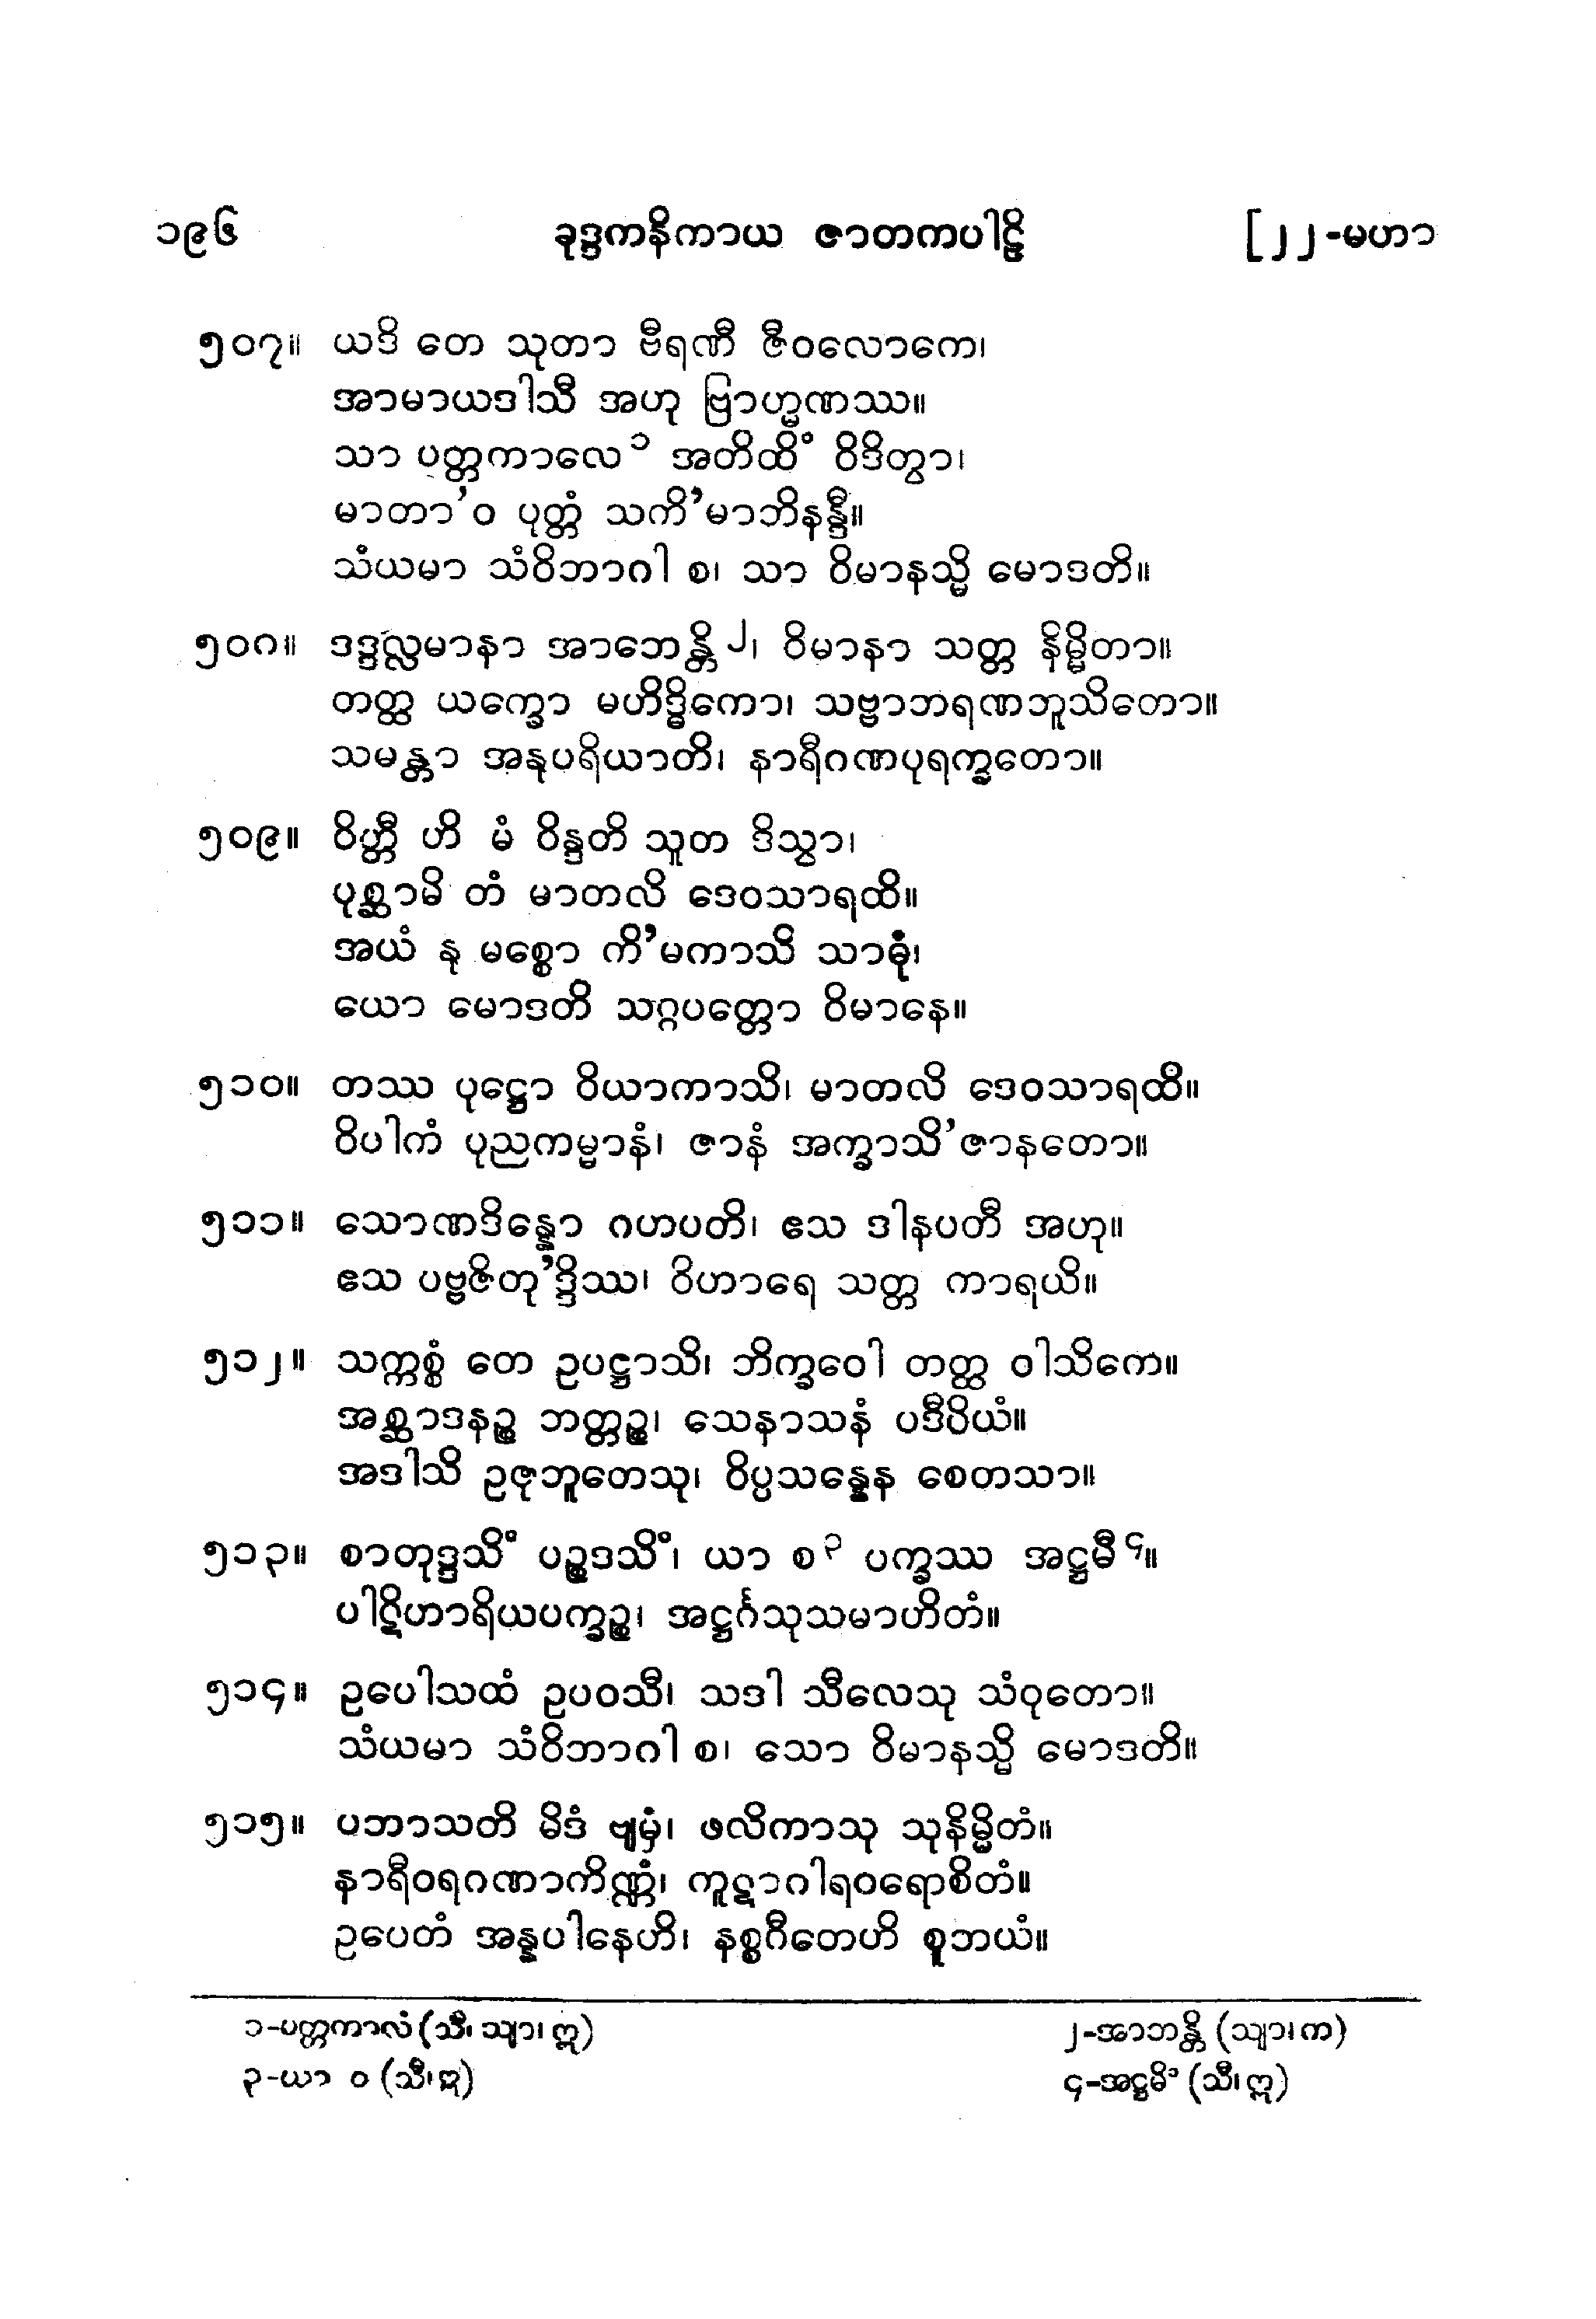 ၁၉၆ ခုဒ္ဒကနိကာယ ဇာတကပါဠိ [၂၂-မဟာ
၅၀၇။ ယဒိ တေ သုတာ ဗီရဏီ ဇီဝလောကေ၊
အာမာယဒါသီ အဟု ဗြာဟ္မဏဿ။
သာ ပတ္တကာလေ ၁ အတိထိံ ဝိဒိတွာ၊
မာတာ’ဝ ပုတ္တံ သကိ’မာဘိနန္ဒီ။
သံယမာ သံဝိဘာဂါ စ၊ သာ ဝိမာနသ္မိ မောဒတိ။
၅၀၈။ ဒဒ္ဒလ္လမာနာ အာဘေန္တိ ၂၊ ဝိမာနာ သတ္တ နိမ္မိတာ။
တတ္ထ ယက္ခော မဟိဒ္ဓိကော၊ သဗ္ဗာဘရဏဘူသိတော။
သမန္တာ အနုပရိယာတိ၊ နာရီဂဏပုရက္ခတော။
၅၀၉။ ဝိတ္တီ ဟိ မံ ဝိန္ဒတိ သူတ ဒိသွာ၊
ပုစ္ဆာမိ တံ မာတလိ ဒေဝသာရထိ။
အယံ နု မစ္စော ကိ’မကာသိ သာဓုံ၊
ယော မောဒတိ သဂ္ဂပတ္တော ဝိမာနေ။
၅၁၀။ တဿ ပုဋ္ဌော ဝိယာကာသိ၊ မာတလိ ဒေဝသာရထိ။
ဝိပါကံ ပုညကမ္မာနံ၊ ဇာနံ အက္ခာသိ’ဇာနတော။
၅၁၁။ သောဏဒိန္နော ဂဟပတိ၊ ဧသ ဒါနပတီ အဟု။
ဧသ ပဗ္ဗဇိတု’ဒ္ဒိဿ၊ ဝိဟာရေ သတ္တ ကာရယိ။
၅၁၂။ သက္ကစ္စံ တေ ဥပဋ္ဌာသိ၊ ဘိက္ခဝေါ တတ္ထ ဝါသိကေ။
အစ္ဆာဒနဉ္စ ဘတ္တဉ္စ၊ သေနာသနံ ပဒီပိယံ။
အဒါသိ ဥဇုဘူတေသု၊ ဝိပ္ပသန္နေန စေတသာ။
၅၁၃။ စာတုဒ္ဒသိံ ပဉ္စဒသိံ၊ ယာ စ ၃ ပက္ခဿ အဋ္ဌမီ ၄။
ပါဋိဟာရိယပက္ခဉ္စ၊ အဋ္ဌင်္ဂသုသမာဟိတံ။
၅၁၄။ ဥပေါသထံ ဥပဝသီ၊ သဒါ သီလေသု သံဝုတော။
သံယမာ သံဝိဘာဂါ စ၊ သော ဝိမာနသ္မိ မောဒတိ။
၅၁၅။ ပဘာသတိ မိဒံ ဗျမှံ၊ ဖလိကာသု သုနိမ္မိတံ။
နာရီဝရဂဏာကိဏ္ဏံ၊ ကူဋာဂါရဝရောစိတံ။
ဥပေတံ အန္နပါနေဟိ၊ နစ္စဂီတေဟိ စူဘယံ။
၁-ပတ္တကာလံ (သီ၊ သျာ၊ ဣ) ၂-အာဘန္တိ (သျာ၊ က)
၃-ယာ ဝ (သီ၊ ဣ) ၄-အဋ္ဌမိံ (သီ၊ ဣ)